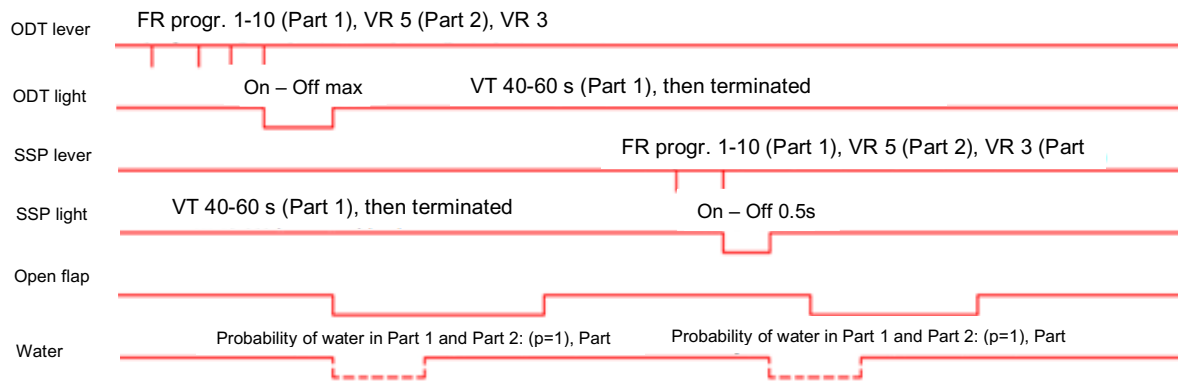 ODT lever
FR progr. 1-10 (Part 1), VR 5 (Part 2), VR 3
ODT light
On – Off max
VT 40-60 s (Part 1), then terminated
SSP lever
FR progr. 1-10 (Part 1), VR 5 (Part 2), VR 3 (Part
SSP light
VT 40-60 s (Part 1), then terminated
On – Off 0.5s
Open flap
Water
Probability of water in Part 1 and Part 2: (p=1), Part
Probability of water in Part 1 and Part 2: (p=1), Part